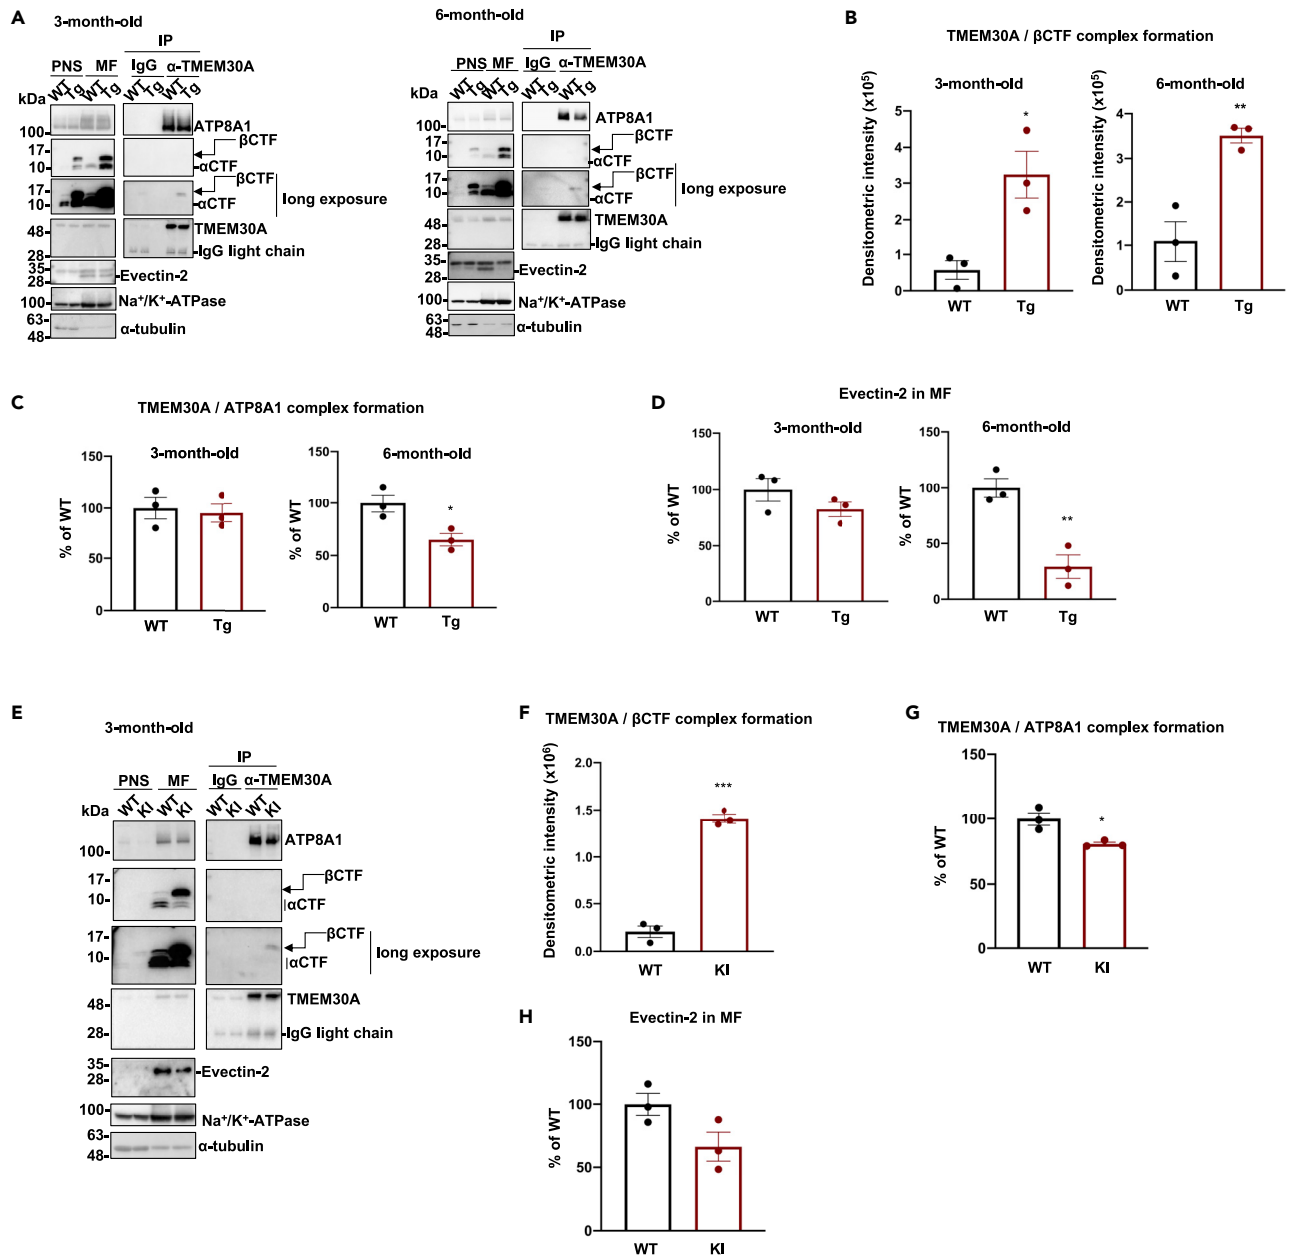 A
3-month-old
IP
PNS MF IgG α-TMEM30A
WT Tg WT Tg WT Tg WT Tg
kDa
100
ATP8A1
17
βCTF
10
αCTF
17
βCTF
10
αCTF
long exposure
48
TMEM30A
28
IgG light chain
35
28
Evectin-2
100
Na+/K+-ATPase
63
48
α-tubulin
6-month-old
IP
PNS MF IgG α-TMEM30A
WT Tg WT Tg WT Tg WT Tg
kDa
100
ATP8A1
17
βCTF
10
αCTF
17
βCTF
10
αCTF
long exposure
48
TMEM30A
28
IgG light chain
35
28
Evectin-2
100
Na+/K+-ATPase
63
48
α-tubulin
B
TMEM30A / βCTF complex formation
3-month-old
Densitometric intensity (x10⁵)
5
4
3
2
1
0
*
WT Tg
6-month-old
Densitometric intensity (x10⁵)
4
2
1
0
**
WT Tg
C
TMEM30A / ATP8A1 complex formation
3-month-old
% of WT
150
100
50
0
WT Tg
6-month-old
% of WT
150
100
50
0
*
WT Tg
D
Evectin-2 in MF
3-month-old
% of WT
150
100
50
0
WT Tg
6-month-old
% of WT
150
100
50
0
**
WT Tg
E
3-month-old
IP
PNS MF IgG α-TMEM30A
WT KI WT KI WT KI WT KI
kDa
100
ATP8A1
17
βCTF
10
αCTF
17
βCTF
10
αCTF
long exposure
48
TMEM30A
28
IgG light chain
35
28
Evectin-2
100
Na+/K+-ATPase
63
48
α-tubulin
F
TMEM30A / βCTF complex formation
Densitometric intensity (x10⁶)
2.0
1.5
1.0
0.5
0.0
***
WT KI
G
TMEM30A / ATP8A1 complex formation
% of WT
150
100
50
0
*
WT KI
H
Evectin-2 in MF
% of WT
150
100
50
0
WT KI